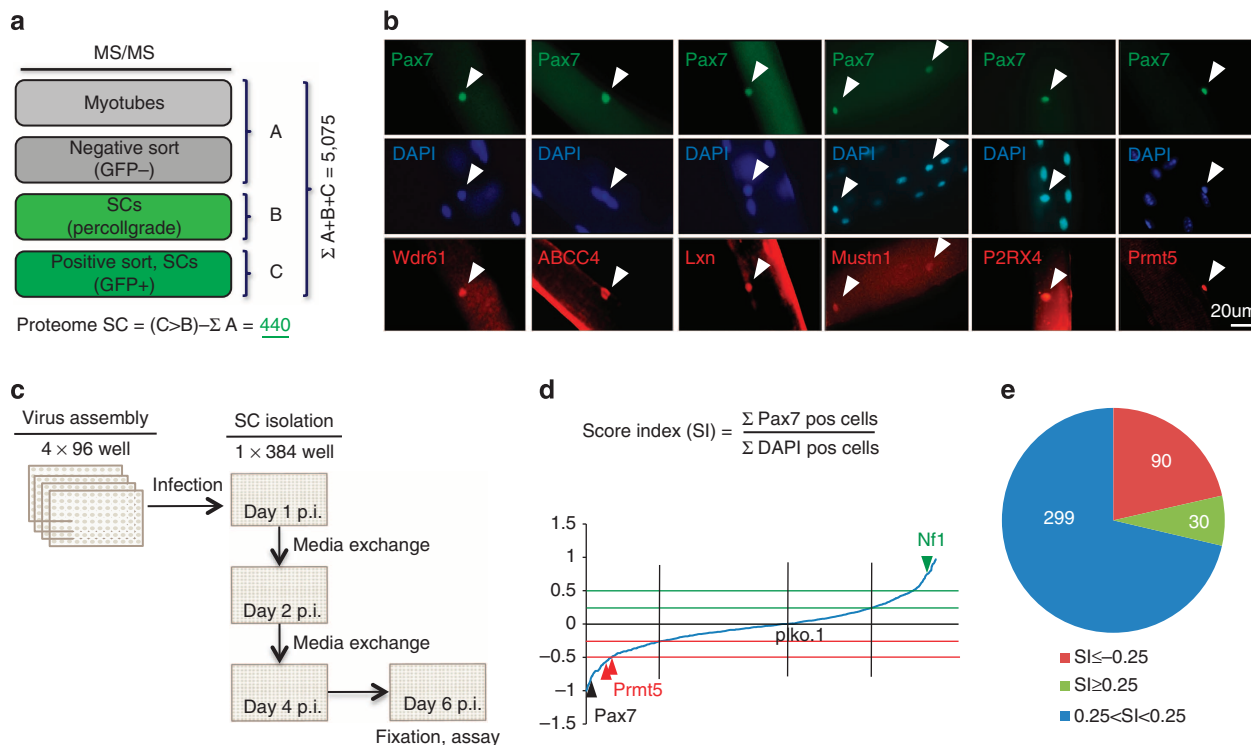 a
MS/MS
Myotubes
Negative sort
(GFP–)
SCs
(percollgrade)
Positive sort, SCs
(GFP+)
A
B
C
Σ A+B+C = 5,075
Proteome SC = (C>B)–Σ A = 440
b
Pax7 Pax7 Pax7 Pax7 Pax7 Pax7
DAPI DAPI DAPI DAPI DAPI DAPI
Wdr61 ABCC4 Lxn Mustn1 P2RX4 Prmt5
20um
c
Virus assembly
4 × 96 well
Infection
SC isolation
1 × 384 well
Day 1 p.i.
Media exchange
Day 2 p.i.
Media exchange
Day 4 p.i.
Day 6 p.i.
Fixation, assay
d
Score index (SI) = Σ Pax7 pos cells
Σ DAPI pos cells
1.5
1
0.5
0
–0.5
–1
–1.5
Nf1
plko.1
Prmt5
Pax7
e
90
30
299
SI≤–0.25
SI≥0.25
0.25<SI<0.25